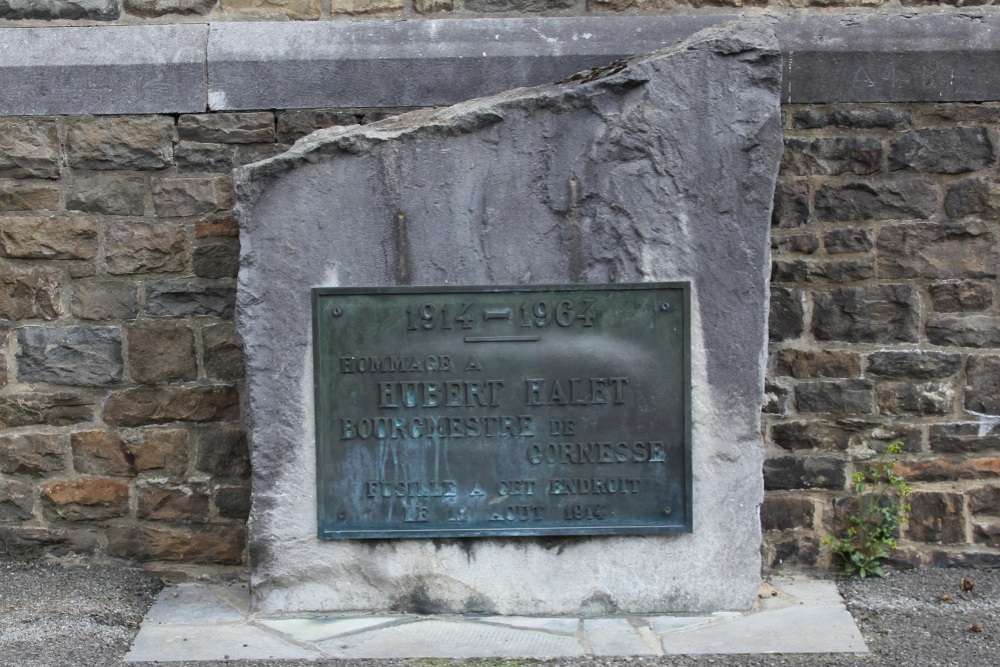 1914 – 1964
HOMMAGE A
HUBERT HALET
BOURGMESTRE DE
CORNESSE
FUSILLE A CET ENDROIT
LE AOUT 1914